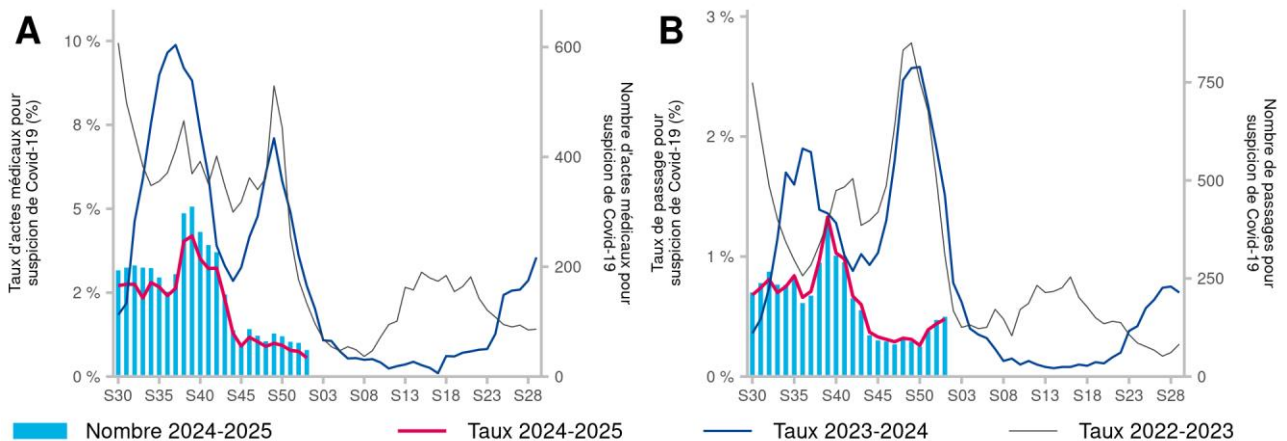 A
Taux d'actes médicaux pour
suspicion de Covid-19 (%)
10 %
8 %
5 %
2 %
0 %
600
400
200
0
Nombre d'actes médicaux pour
suspicion de Covid-19
S30 S35 S40 S45 S50 S03 S08 S13 S18 S23 S28
B
Taux de passage pour
suspicion de Covid-19 (%)
3 %
2 %
1 %
0 %
750
500
250
0
Nombre de passages pour
suspicion de Covid-19
S30 S35 S40 S45 S50 S03 S08 S13 S18 S23 S28
Nombre 2024-2025 Taux 2024-2025 Taux 2023-2024 Taux 2022-2023